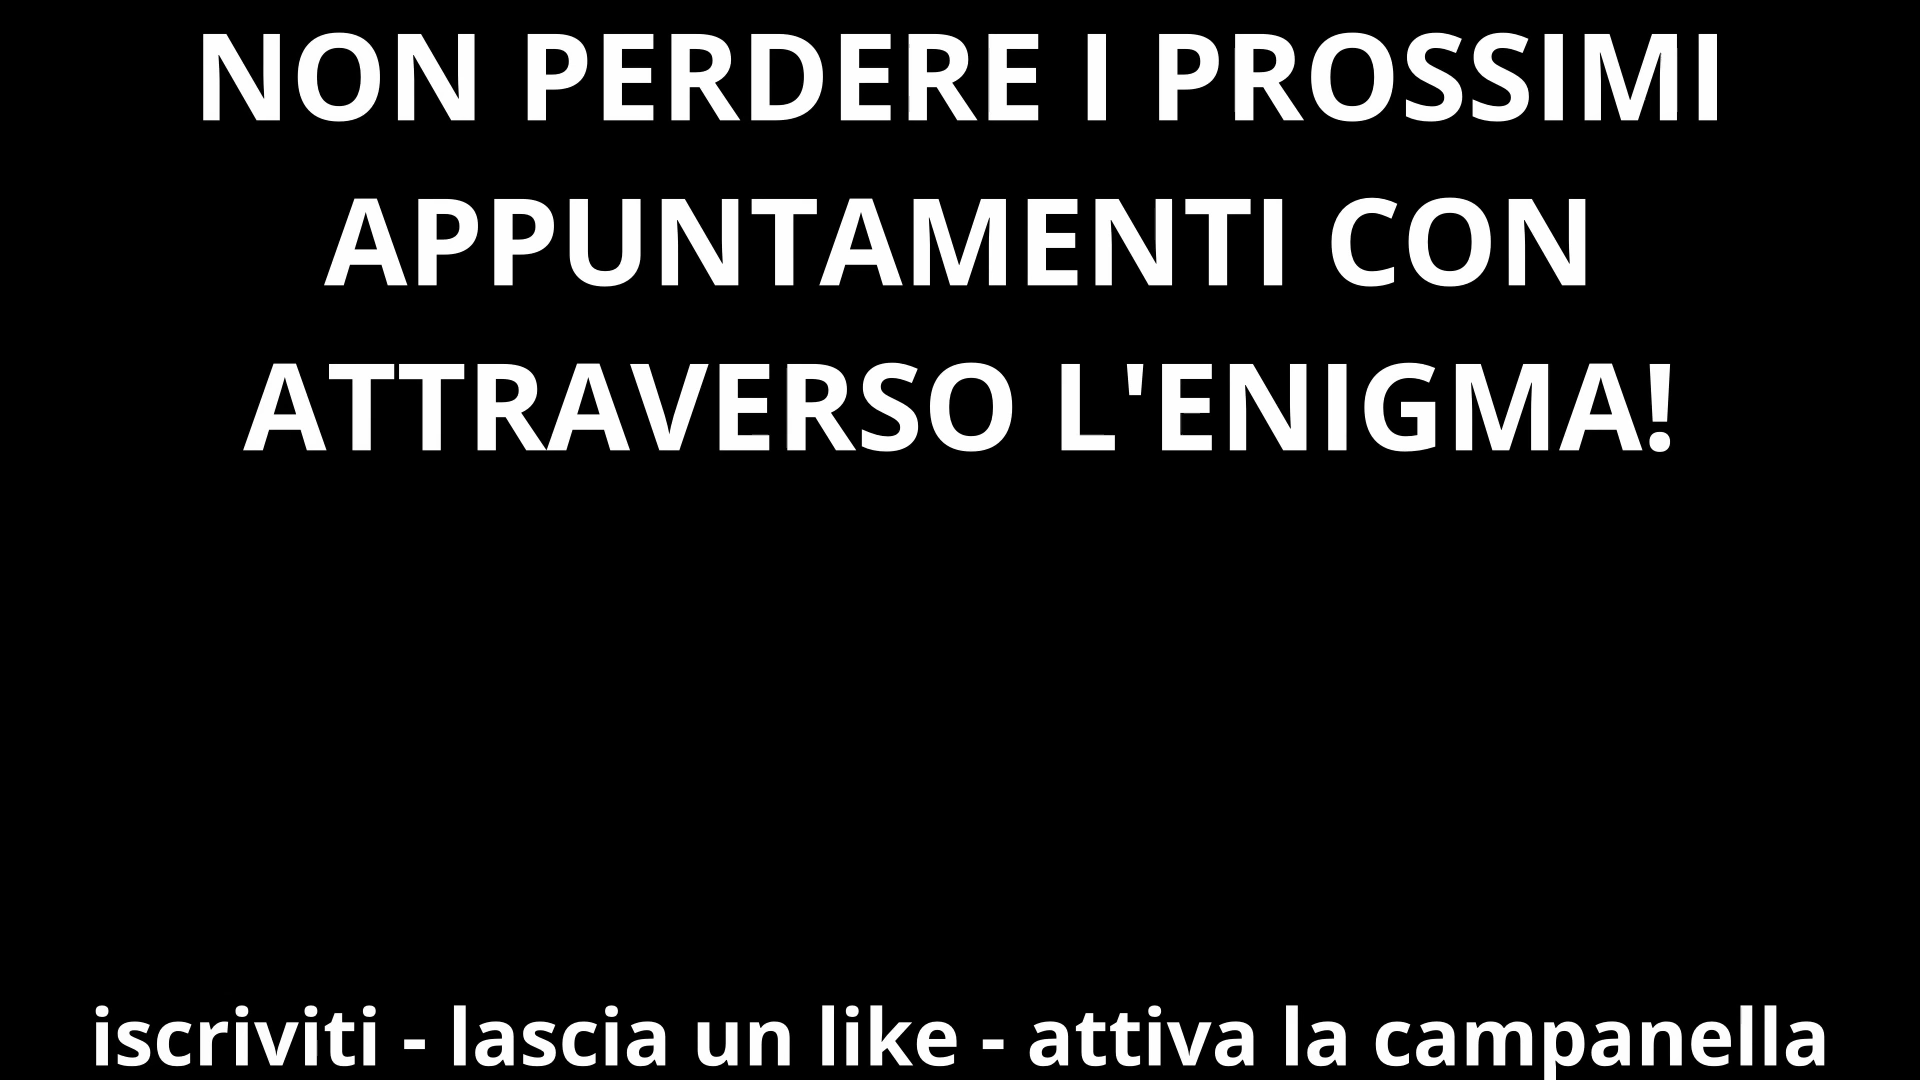 NON PERDERE I PROSSIMI
APPUNTAMENTI CON
ATTRAVERSO L'ENIGMA!
iscriviti - lascia un like - attiva la campanella